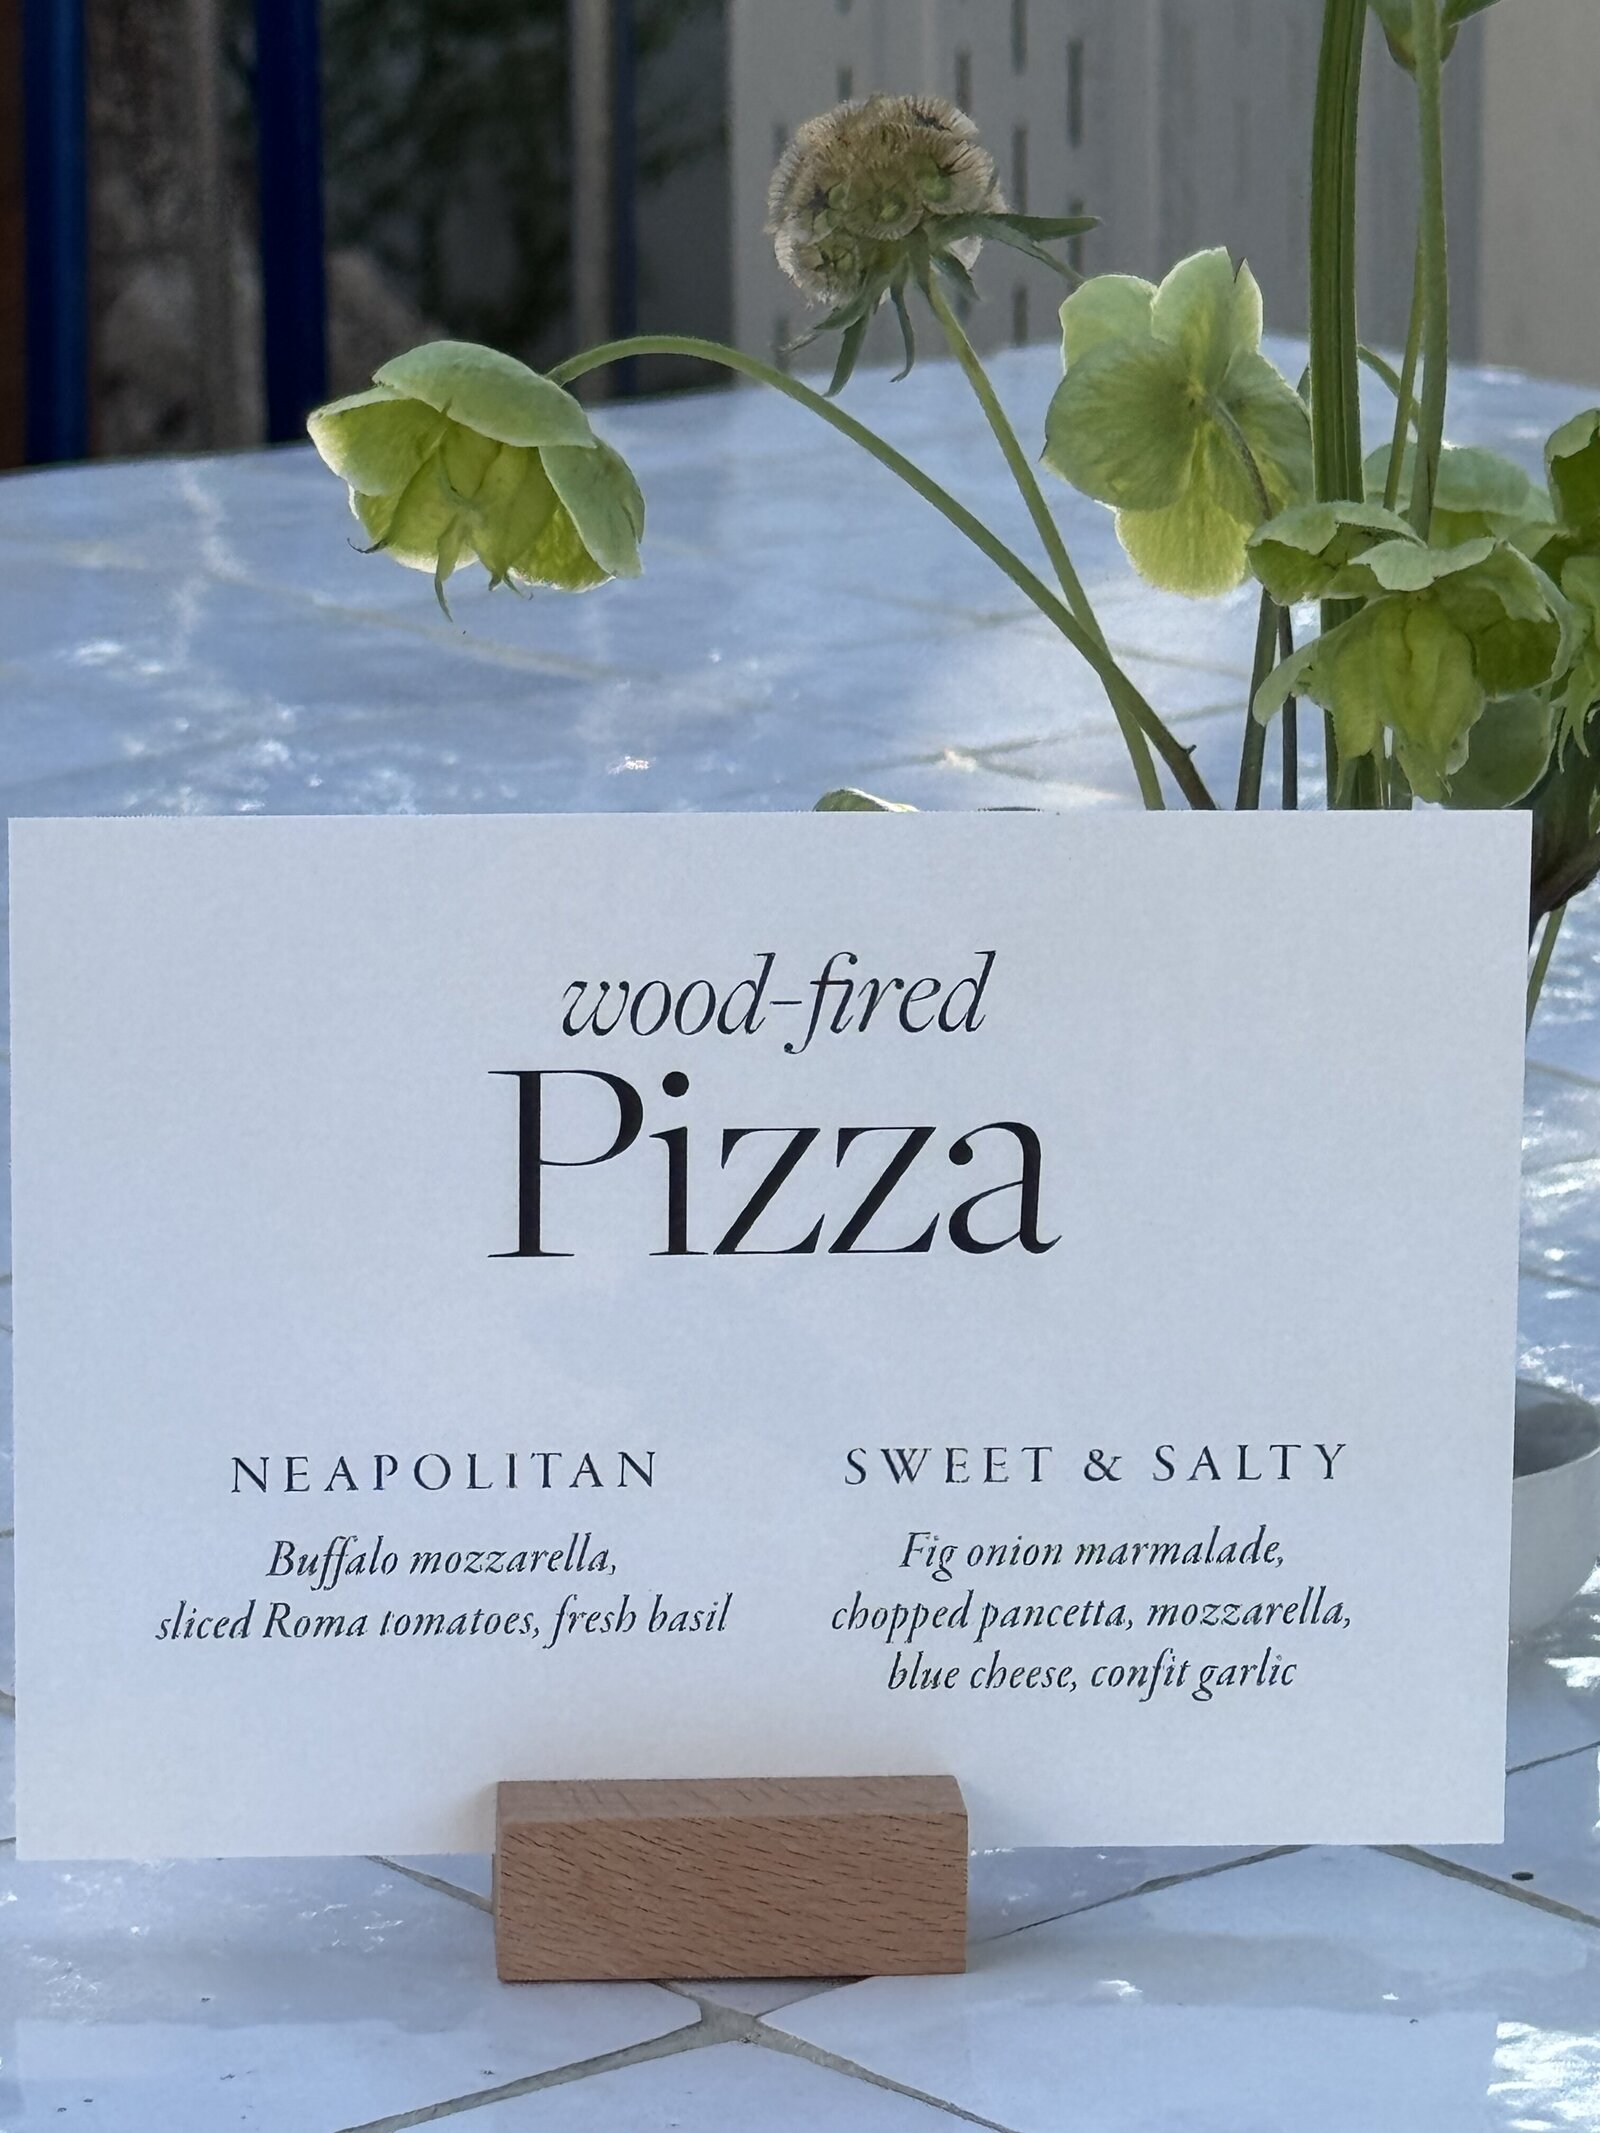 wood-fired
Pizza
NEAPOLITAN
Buffalo mozzarella,
sliced Roma tomatoes, fresh basil
SWEET & SALTY
Fig onion marmalade,
chopped pancetta, mozzarella,
blue cheese, confit garlic